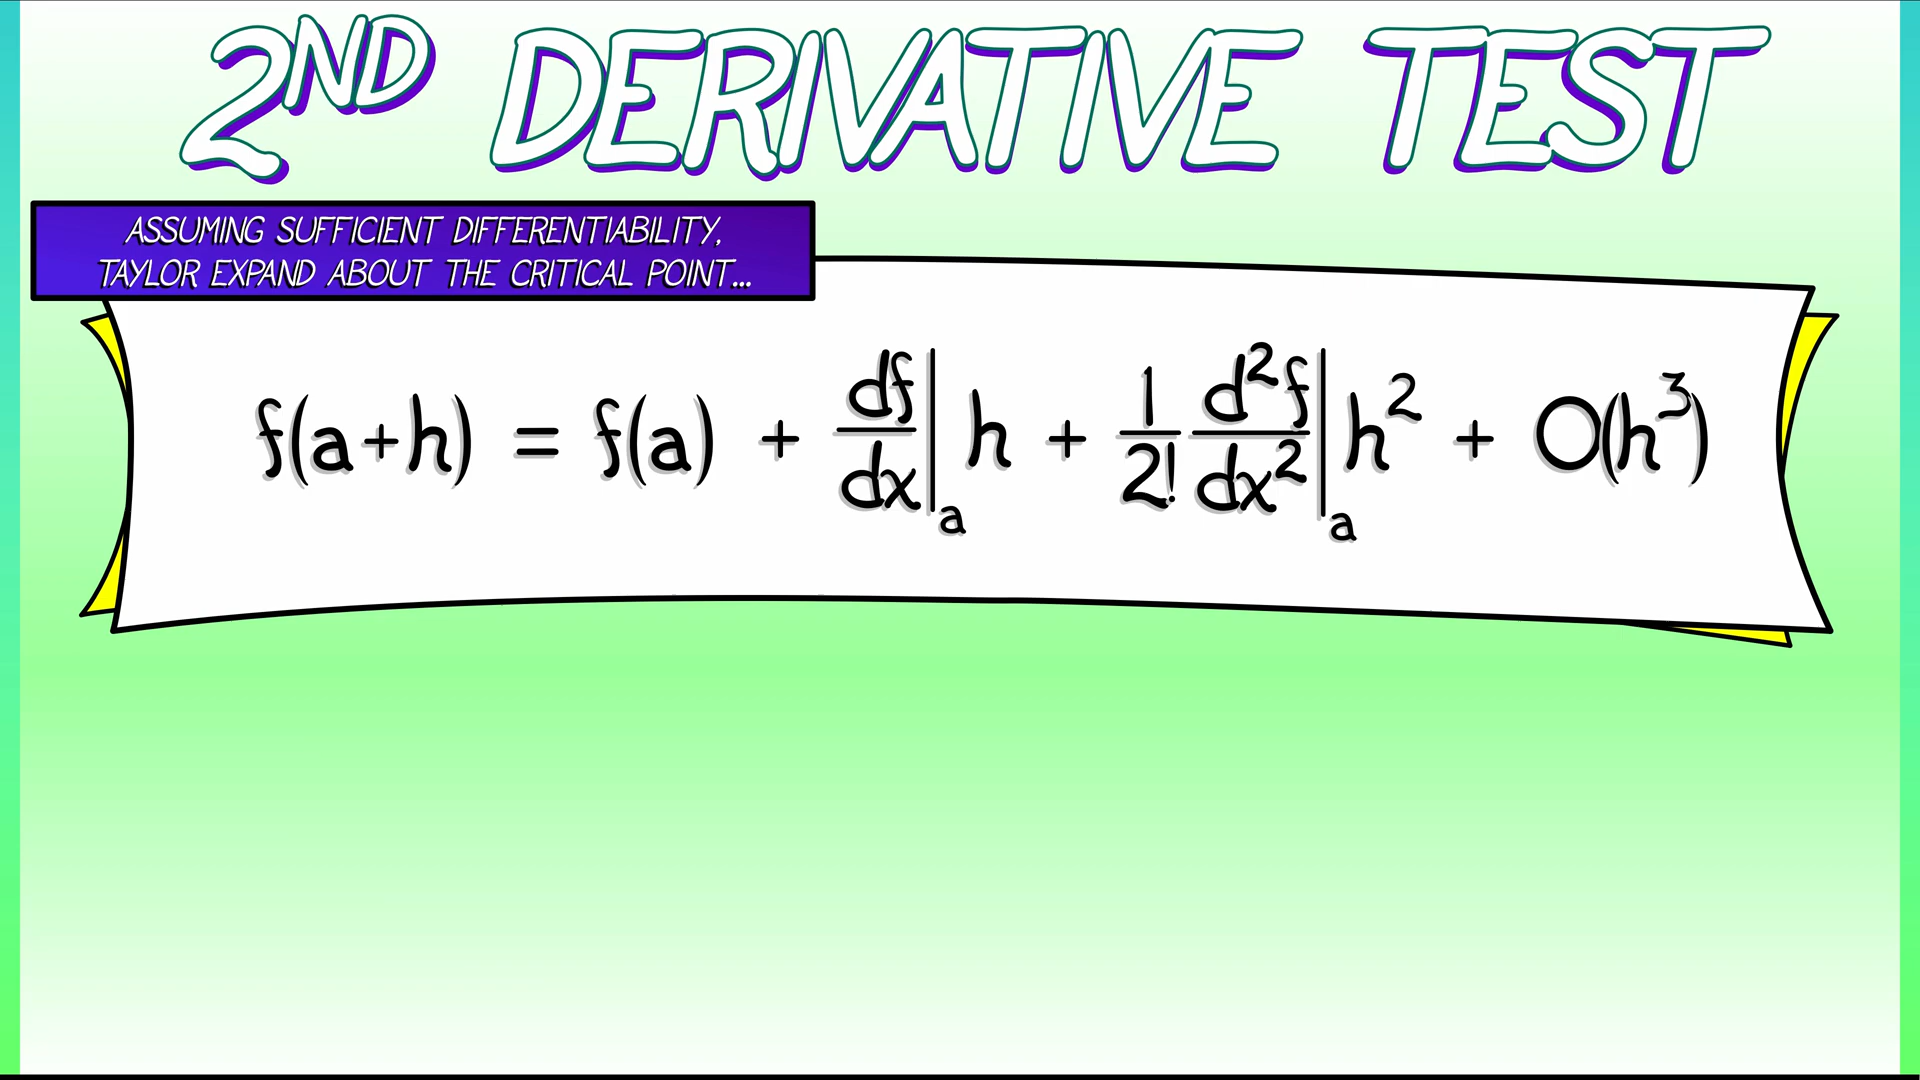 2ND DERIVATIVE TEST
ASSUMING SUFFICIENT DIFFERENTIABILITY,
TAYLOR EXPAND ABOUT THE CRITICAL POINT...
f(a+h) = f(a) + df/dx|a h + 1/2! d²f/dx²|a h² + O(h³)